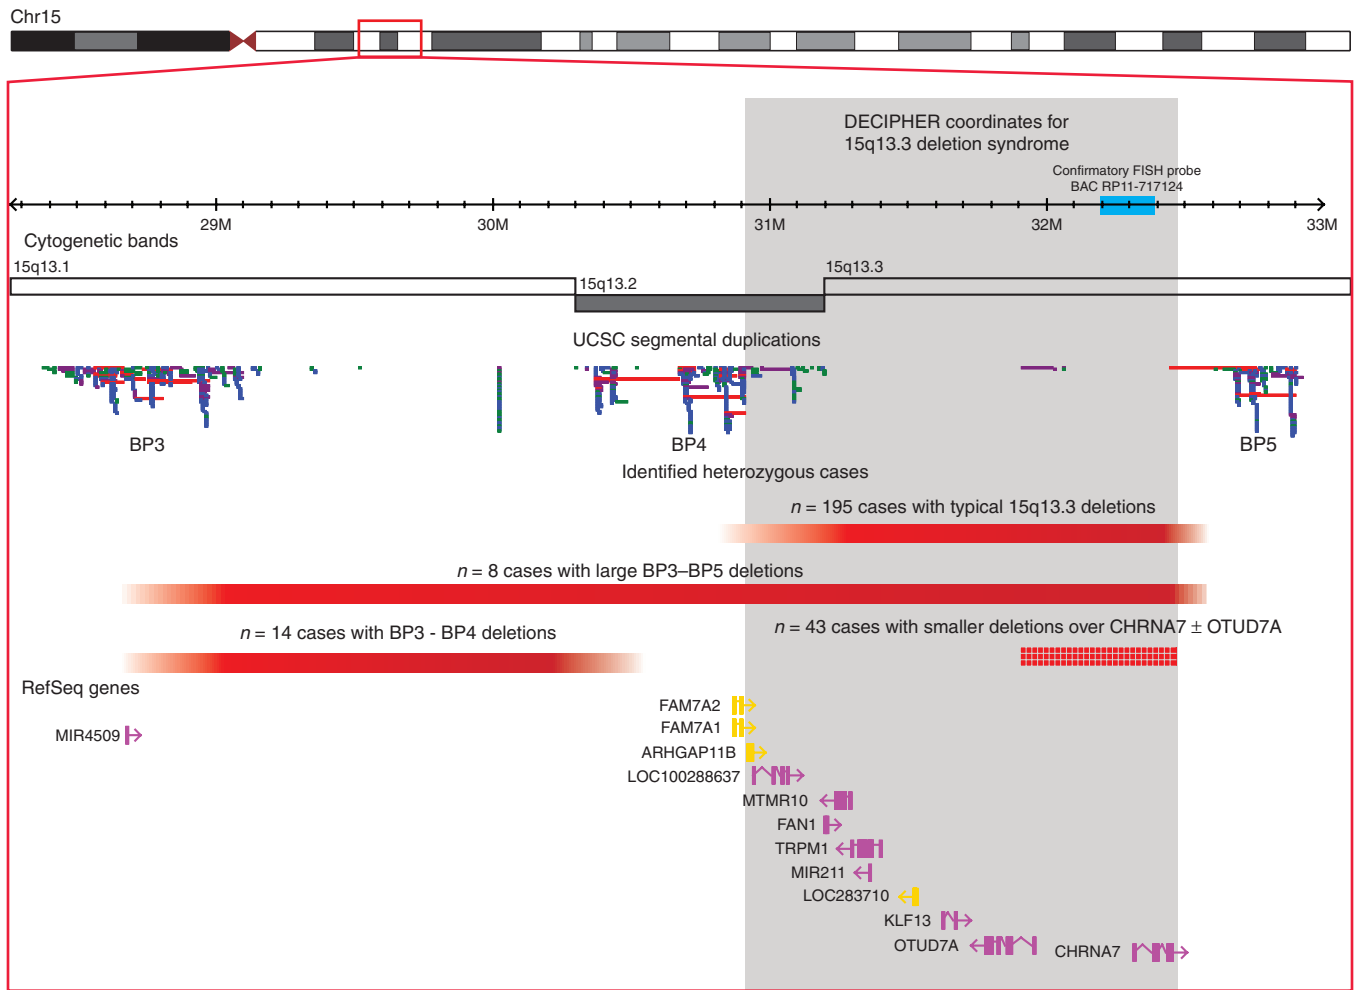 Chr15
DECIPHER coordinates for
15q13.3 deletion syndrome
Confirmatory FISH probe
BAC RP11-717124
29M 30M 31M 32M 33M
Cytogenetic bands
15q13.1
15q13.2
15q13.3
UCSC segmental duplications
BP3 BP4 BP5
Identified heterozygous cases
n = 195 cases with typical 15q13.3 deletions
n = 8 cases with large BP3–BP5 deletions
n = 14 cases with BP3 - BP4 deletions
n = 43 cases with smaller deletions over CHRNA7 ± OTUD7A
RefSeq genes
FAM7A2
FAM7A1
MIR4509
ARHGAP11B
LOC100288637
MTMR10
FAN1
TRPM1
MIR211
LOC283710
KLF13
OTUD7A
CHRNA7